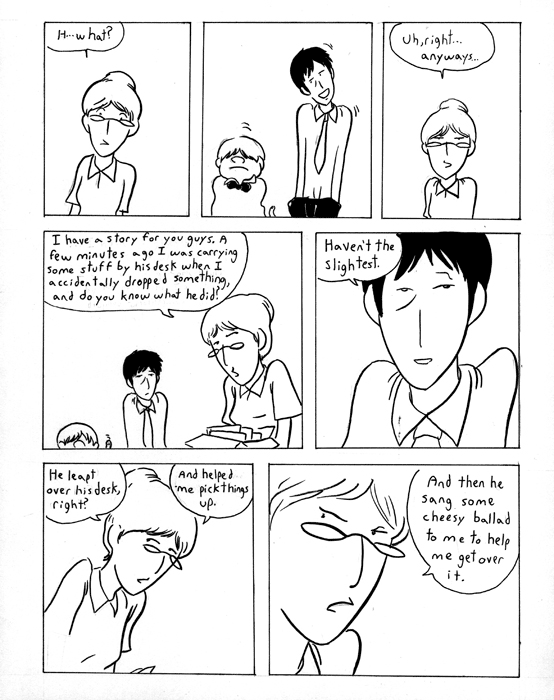 H...what?
Uh, right...
anyways...
I have a story for you guys. A
few minutes ago I was carrying
some stuff by his desk when I
accidentally dropped something,
and do you know what he did?
Haven't the
slightest.
He leapt
over his desk,
right?
And helped
me pick things
up.
And then he
sang some
cheesy ballad
to me to help
me get over
it.